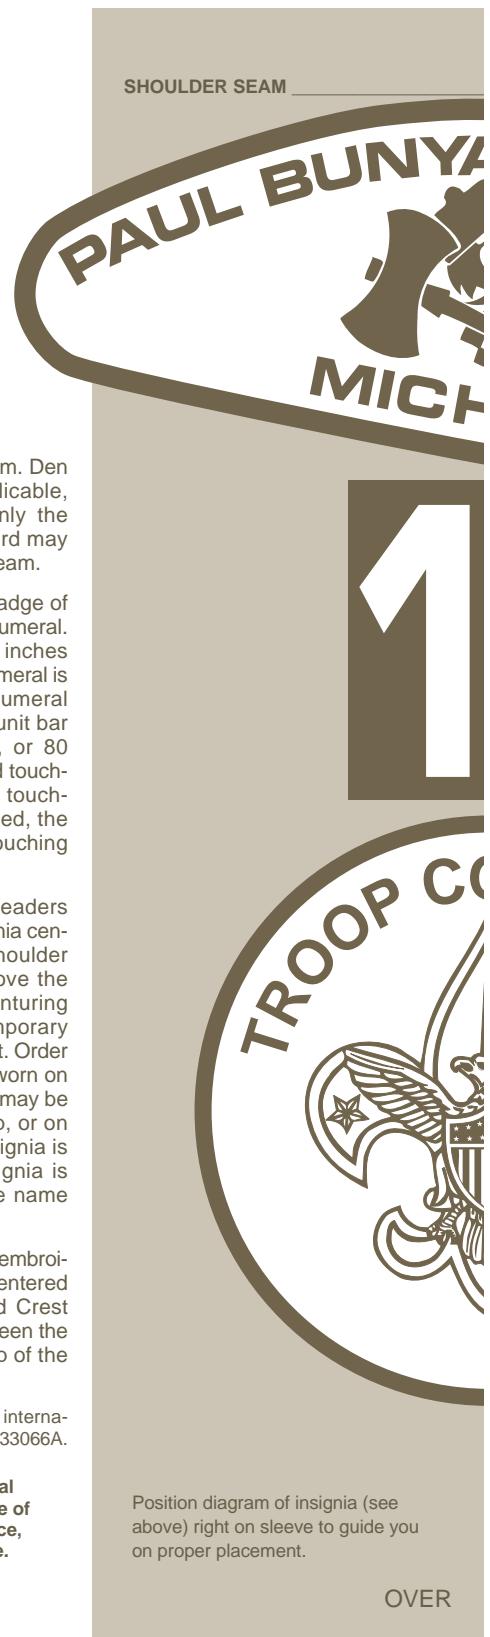 m. Den
licable,
nly the
rd may
eam.
adge of
umeral.
inches
meral is
umeral
unit bar
, or 80
d touch-
touch-
ed, the
ouching
eaders
nia cen-
houlder
ove the
nturing
mporary
t. Order
worn on
may be
o, or on
ignia is
gnia is
e name
embroi-
entered
d Crest
een the
o of the
interna-
33066A.
al
e of
ce,
e.
SHOULDER SEAM
PAUL BUNYA
MICH
1
TROOP CO
Position diagram of insignia (see
above) right on sleeve to guide you
on proper placement.
OVER